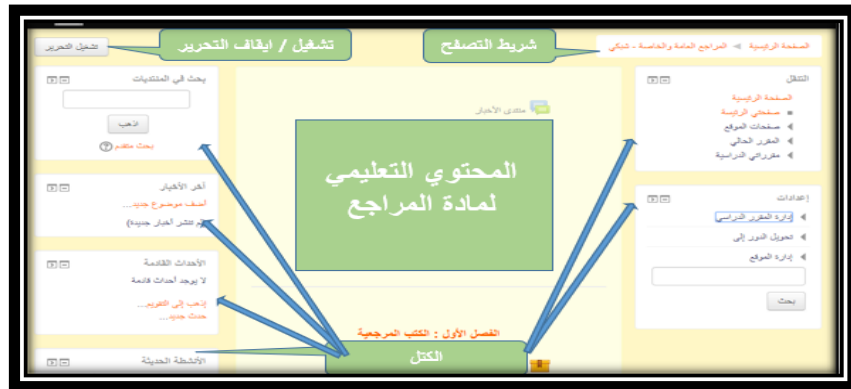 الصفحة الرئيسية ◄ المراجع العامة والخاصة - شبكي
شريط التصفح
تشغيل / ايقاف التحرير
تشغيل التحرير
التنقل
الصفحة الرئيسية
صفحتي الرئيسة
صفحات الموقع
المقرر الحالي
مقرراتي الدراسية
إعدادات
إدارة المقرر الدراسي
تحويل الدور إلى
إدارة الموقع
بحث
منتدى الأخبار
المحتوي التعليمي
لمادة المراجع
الفصل الأول : الكتب المرجعية
الكتل
بحث في المنتديات
اذهب
بحث متقدم
آخر الأخبار
أضف موضوع جديد...
تنشر أخبار جديدة)
الأحداث القادمة
لا يوجد أحداث قادمة
إذهب إلى التقويم...
حدث جديد...
الأنشطة الحديثة